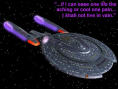 "...If I can ease one life the
aching or cool one pain...
I shall not live in vain."